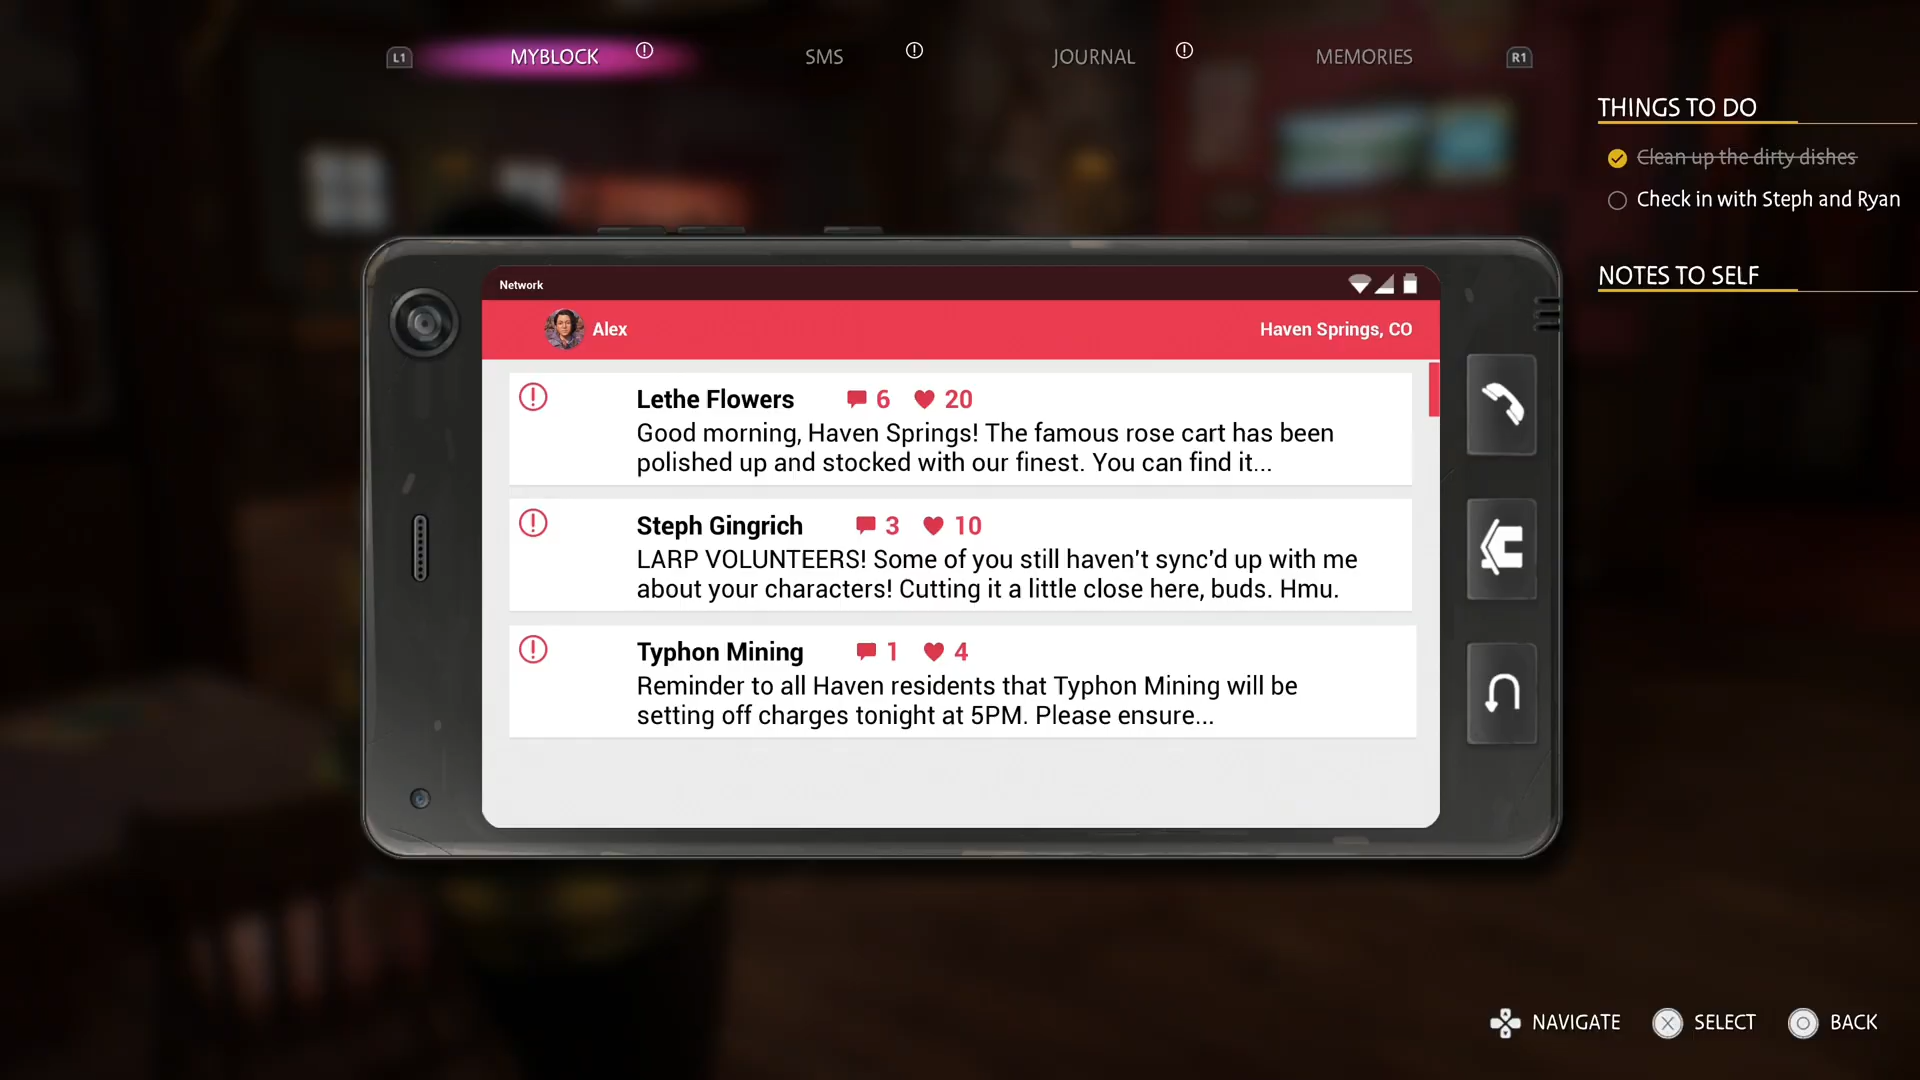 L1 MYBLOCK SMS JOURNAL MEMORIES R1
THINGS TO DO
Clean up the dirty dishes
Check in with Steph and Ryan
NOTES TO SELF
Network
Alex Haven Springs, CO
Lethe Flowers 6 20
Good morning, Haven Springs! The famous rose cart has been
polished up and stocked with our finest. You can find it...
Steph Gingrich 3 10
LARP VOLUNTEERS! Some of you still haven't sync'd up with me
about your characters! Cutting it a little close here, buds. Hmu.
Typhon Mining 1 4
Reminder to all Haven residents that Typhon Mining will be
setting off charges tonight at 5PM. Please ensure...
NAVIGATE SELECT BACK